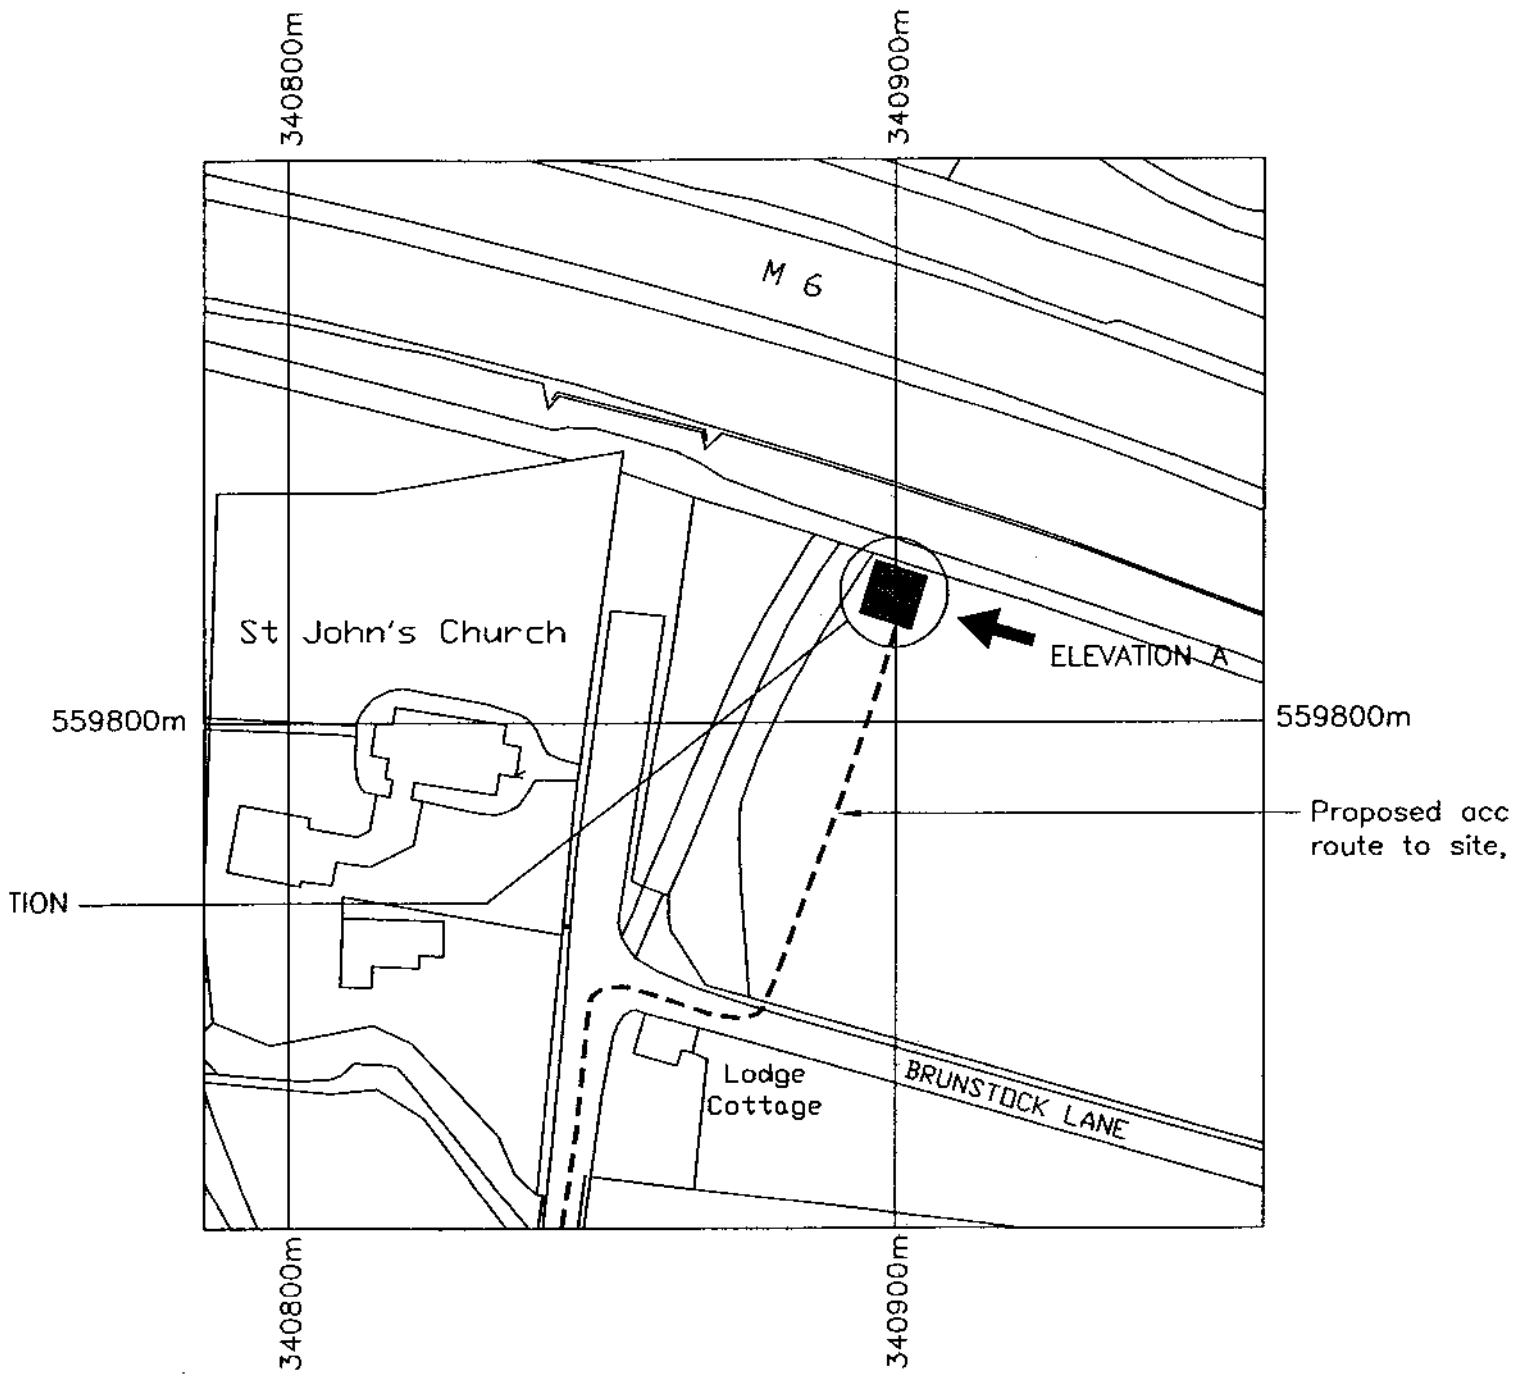 340800m
340900m
M 6
St John's Church
ELEVATION A
559800m
559800m
Proposed acc
route to site,
TION
Lodge
Cottage
BRUNSTOCK LANE
340800m
340900m